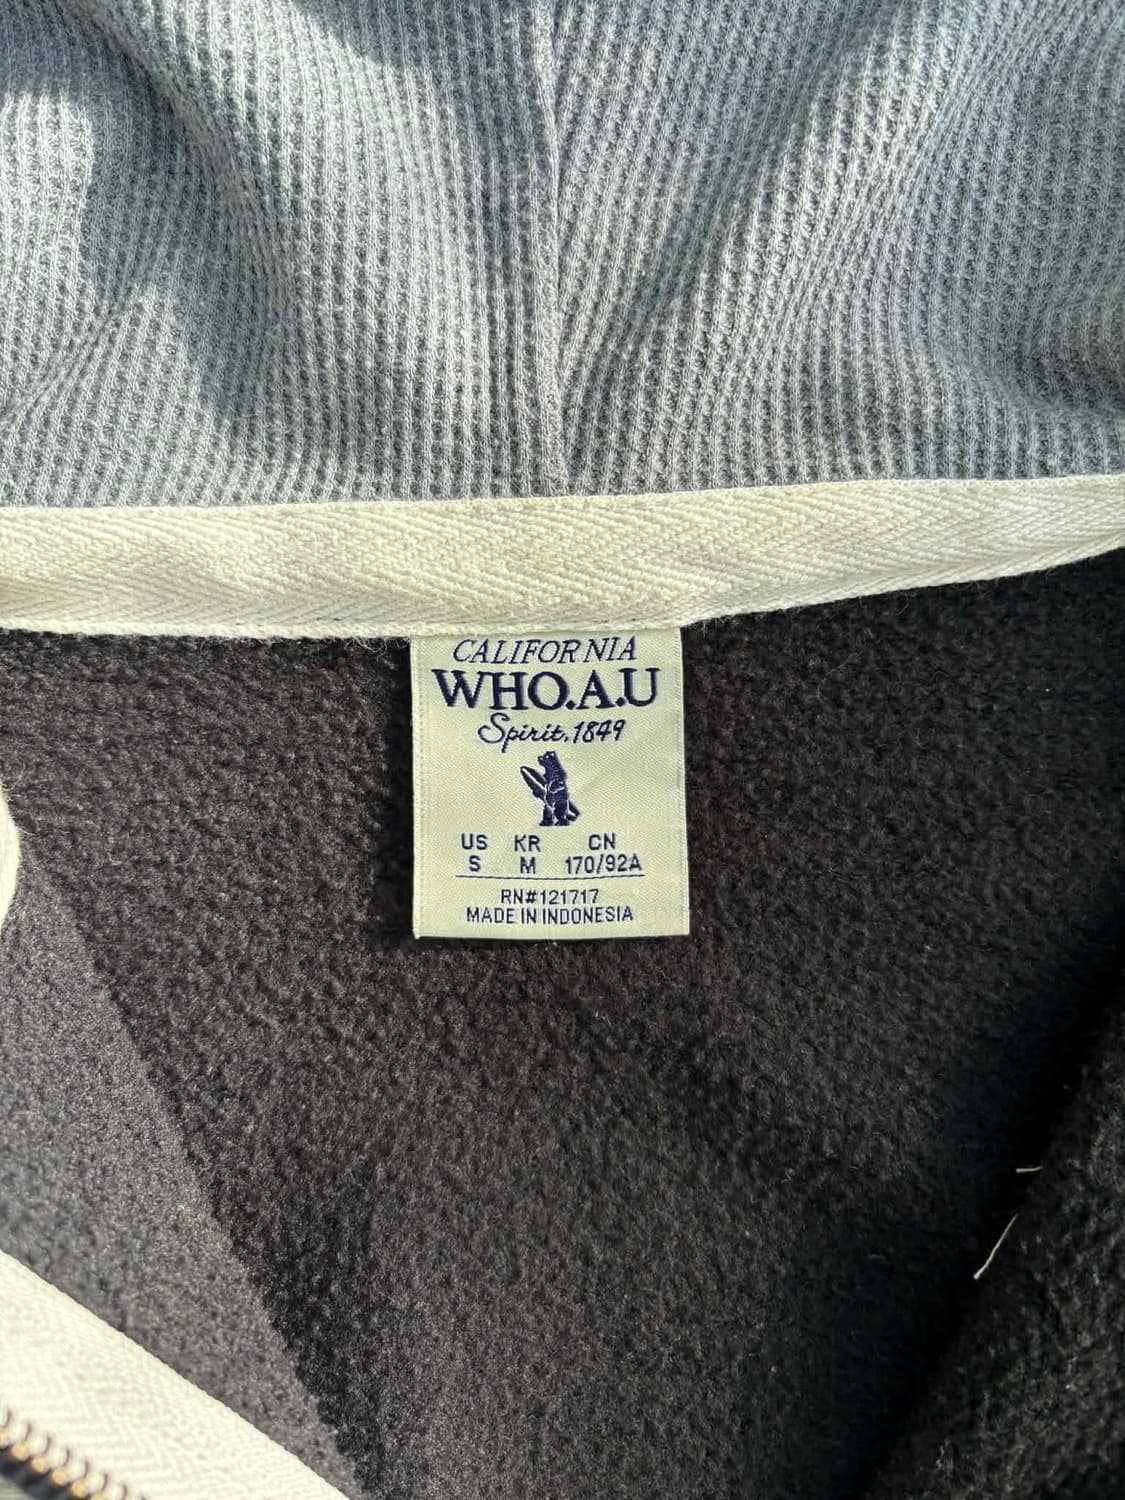 CALIFORNIA
WHO.A.U
Spirit.1849
US KR CN
S M 170/92A
RN#121717
MADE IN INDONESIA